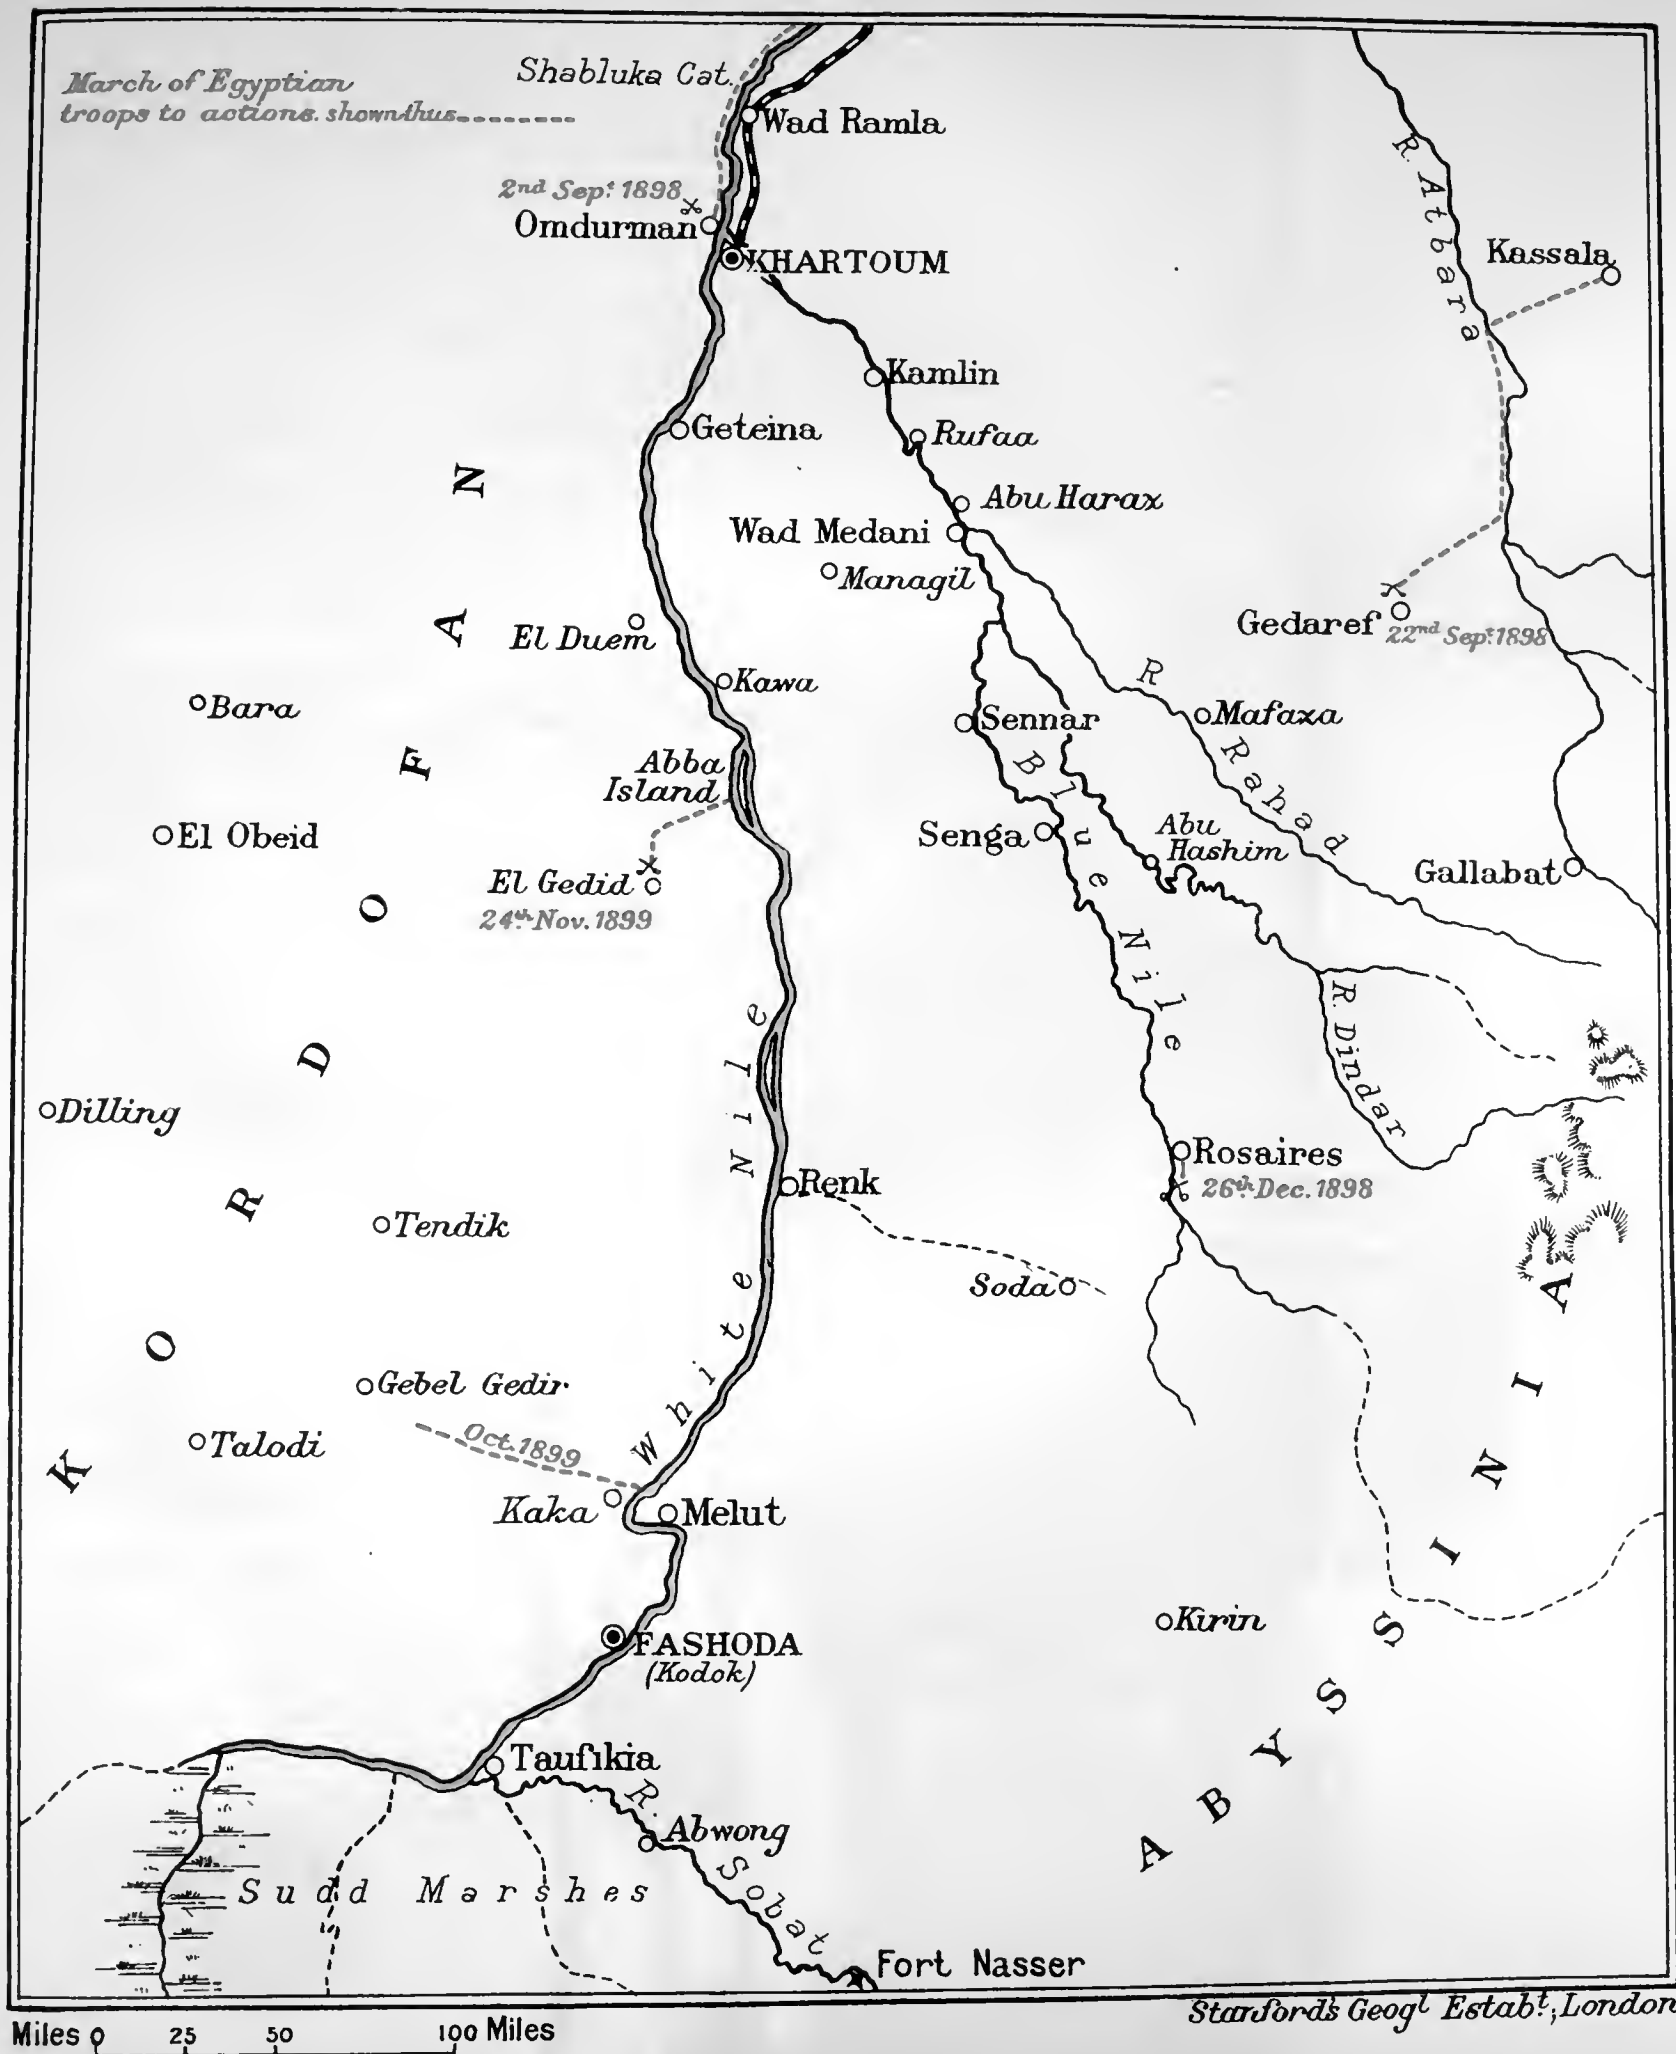 March of Egyptian
troops to actions. shown thus
Shabluka Cat.
Wad Ramla
2nd Sept. 1898
Omdurman
KHARTOUM
R. Atbara
Kassala
Kamlin
Geteina
Rufaa
Abu Harax
Wad Medani
Managil
El Duem
Gedaref
22nd Sept. 1898
Kawa
Bara
Sennar
R Rahad
Mafaxa
Abba
Island
El Obeid
Senga
Blue Nile
Abu
Hashim
Gallabat
El Gedid
24th Nov. 1899
KORDOFAN
White Nile
R. Dindar
Dilling
Renk
Rosaires
26th Dec. 1898
Tendik
Soda
Gebel Gedir
Talodi
Oct. 1899
Kaka
Melut
ABYSSINIA
Kirin
FASHODA
(Kodok)
Taufikia
R. Sobat
Abwong
Sudd Marshes
Fort Nasser
Stanford's Geogl Estabt., London
Miles 0 25 50 100 Miles